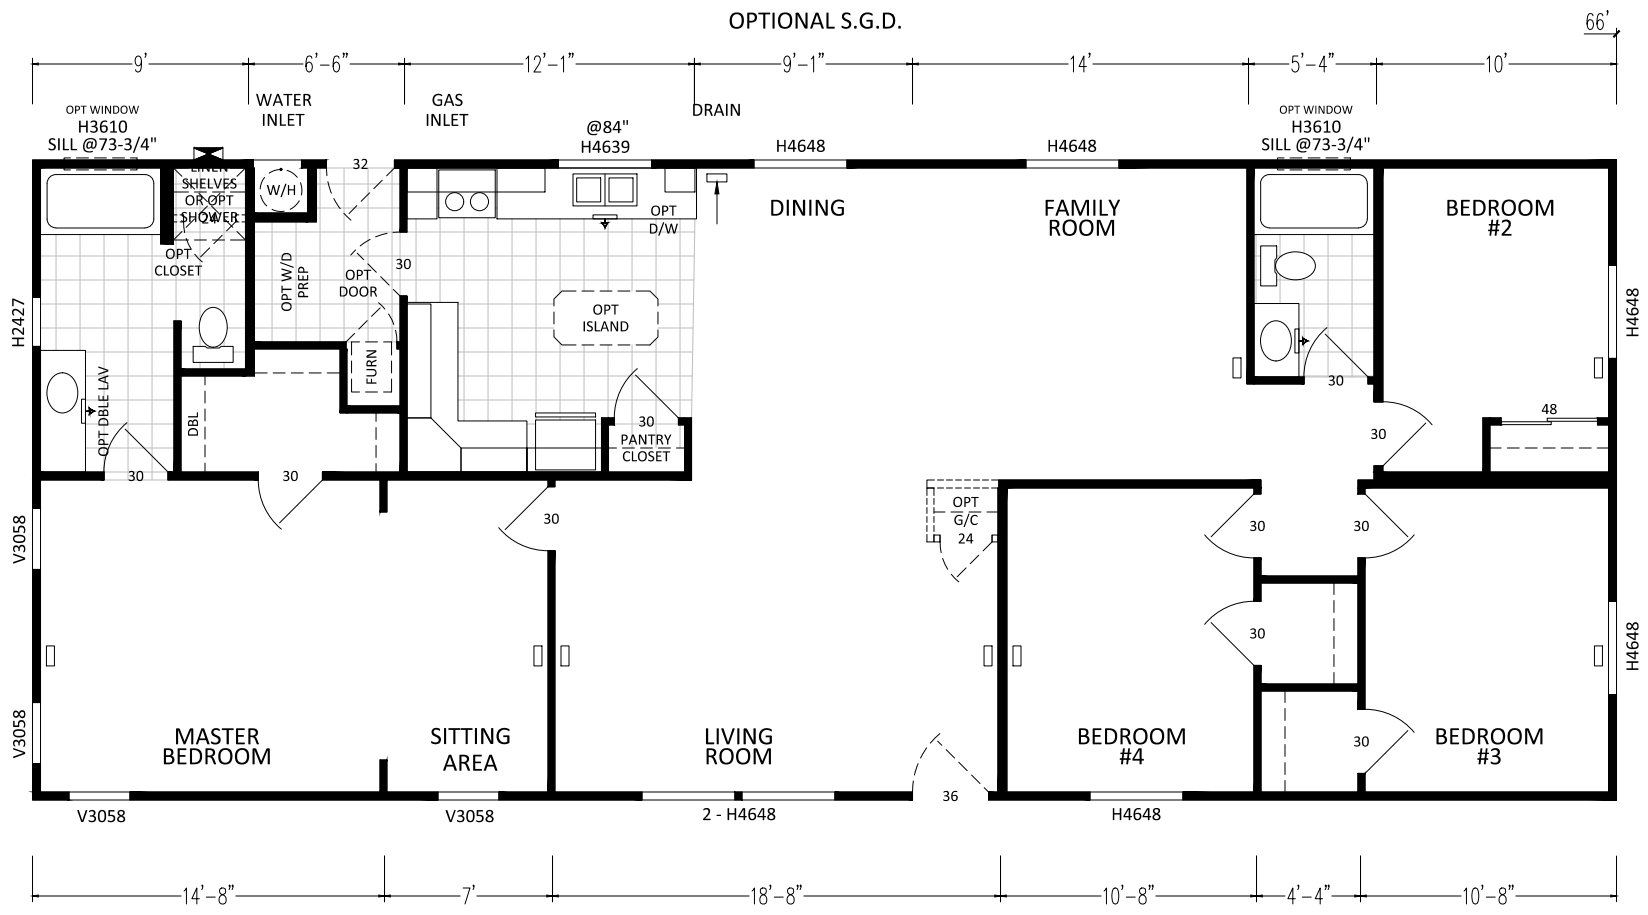 OPTIONAL S.G.D.
66'
9'
6'-6"
12'-1"
9'-1"
14'
5'-4"
10'
OPT WINDOW
H3610
SILL @73-3/4"
WATER
INLET
GAS
INLET
DRAIN
@84"
H4639
H4648
H4648
OPT WINDOW
H3610
SILL @73-3/4"
32
LINEN
SHELVES
OR OPT
SHOWER
24
W/H
OPT
CLOSET
OPT
D/W
DINING
FAMILY
ROOM
BEDROOM
#2
OPT W/D
PREP
OPT
DOOR
30
OPT
ISLAND
H2427
H4648
FURN
30
OPT DBLE LAV
DBL
30
PANTRY
CLOSET
48
30
30
30
V3058
30
OPT
G/C
24
30
30
30
H4648
V3058
MASTER
BEDROOM
SITTING
AREA
LIVING
ROOM
BEDROOM
#4
30
BEDROOM
#3
36
V3058
V3058
2 - H4648
H4648
14'-8"
7'
18'-8"
10'-8"
4'-4"
10'-8"